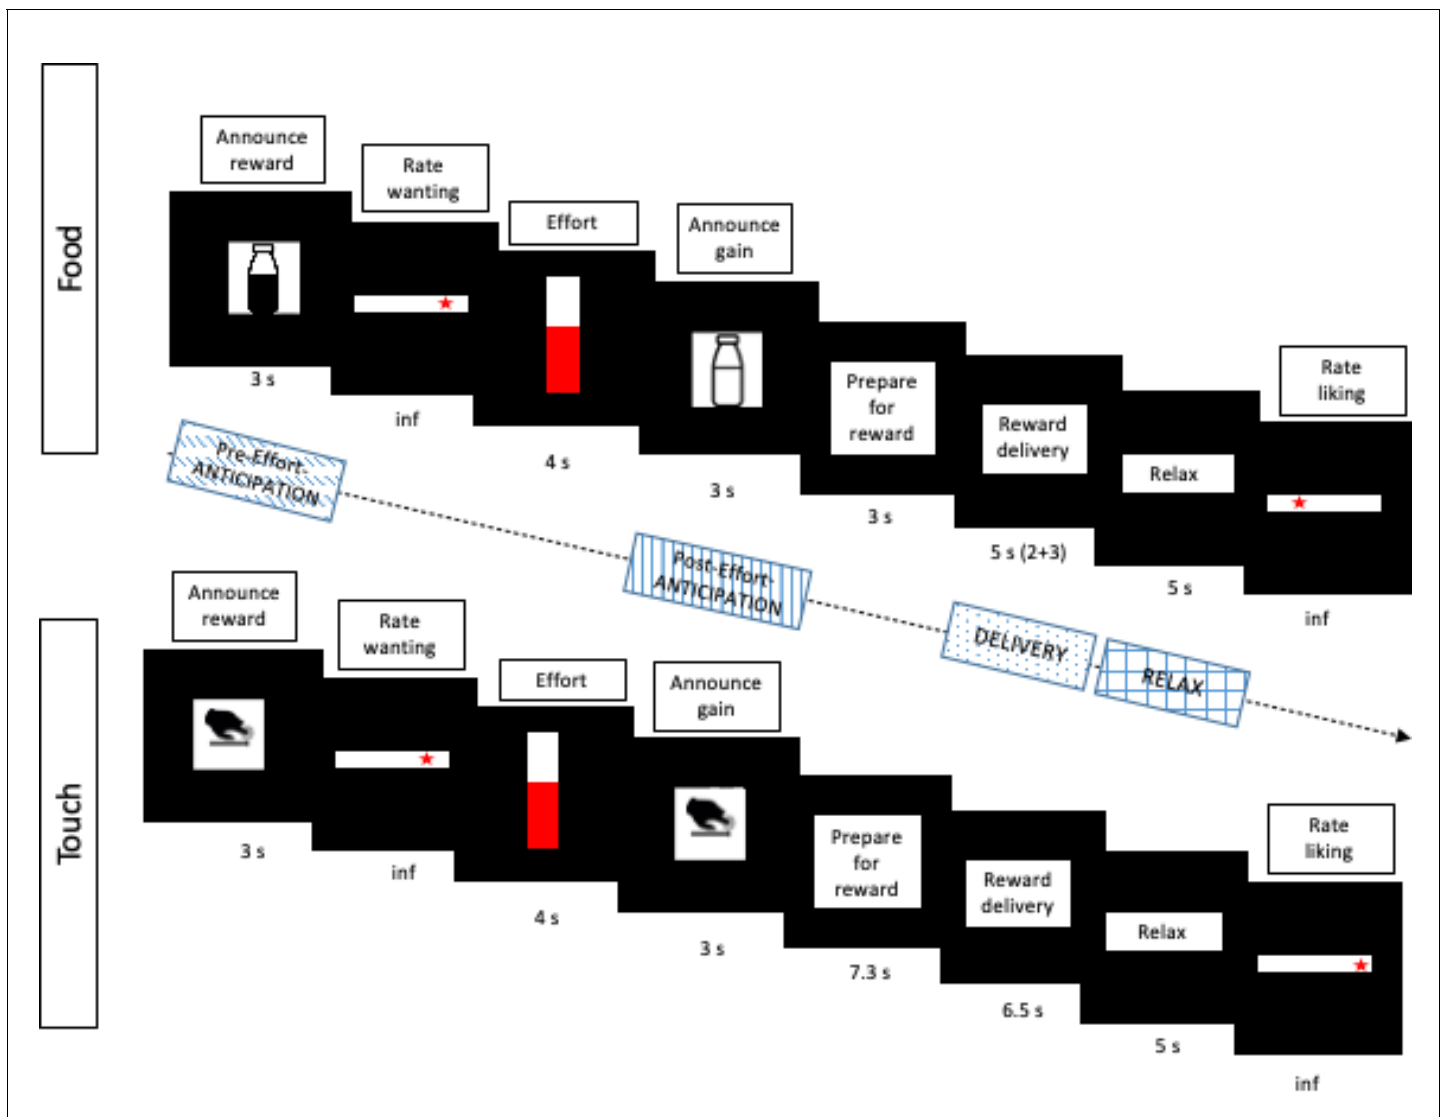 Food
Announce
reward
Rate
wanting
Effort
Announce
gain
Prepare
for
reward
Reward
delivery
Relax
Rate
liking
3 s
inf
4 s
3 s
3 s
5 s (2+3)
5 s
inf
Pre-Effort-
ANTICIPATION
Post-Effort-
ANTICIPATION
DELIVERY
RELAX
Touch
Announce
reward
Rate
wanting
Effort
Announce
gain
Prepare
for
reward
Reward
delivery
Relax
Rate
liking
3 s
inf
4 s
3 s
7.3 s
6.5 s
5 s
inf